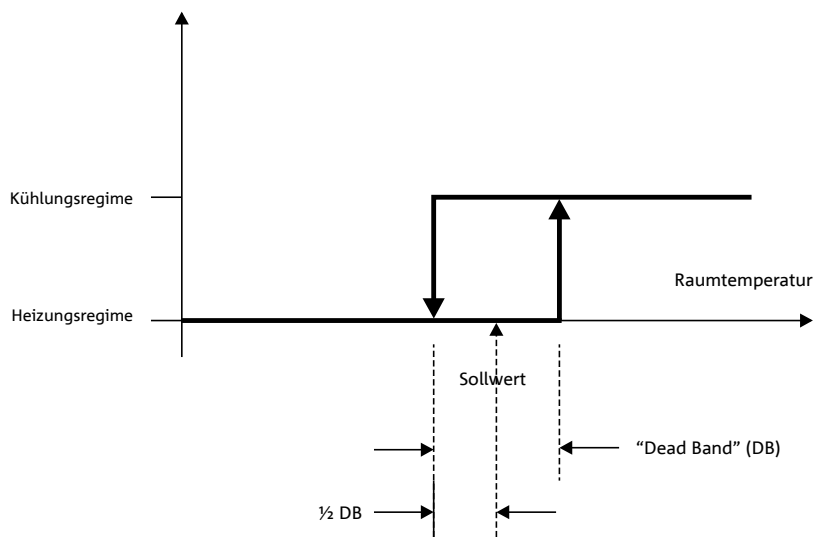 Kühlungsregime
Raumtemperatur
Heizungsregime
Sollwert
“Dead Band” (DB)
½ DB